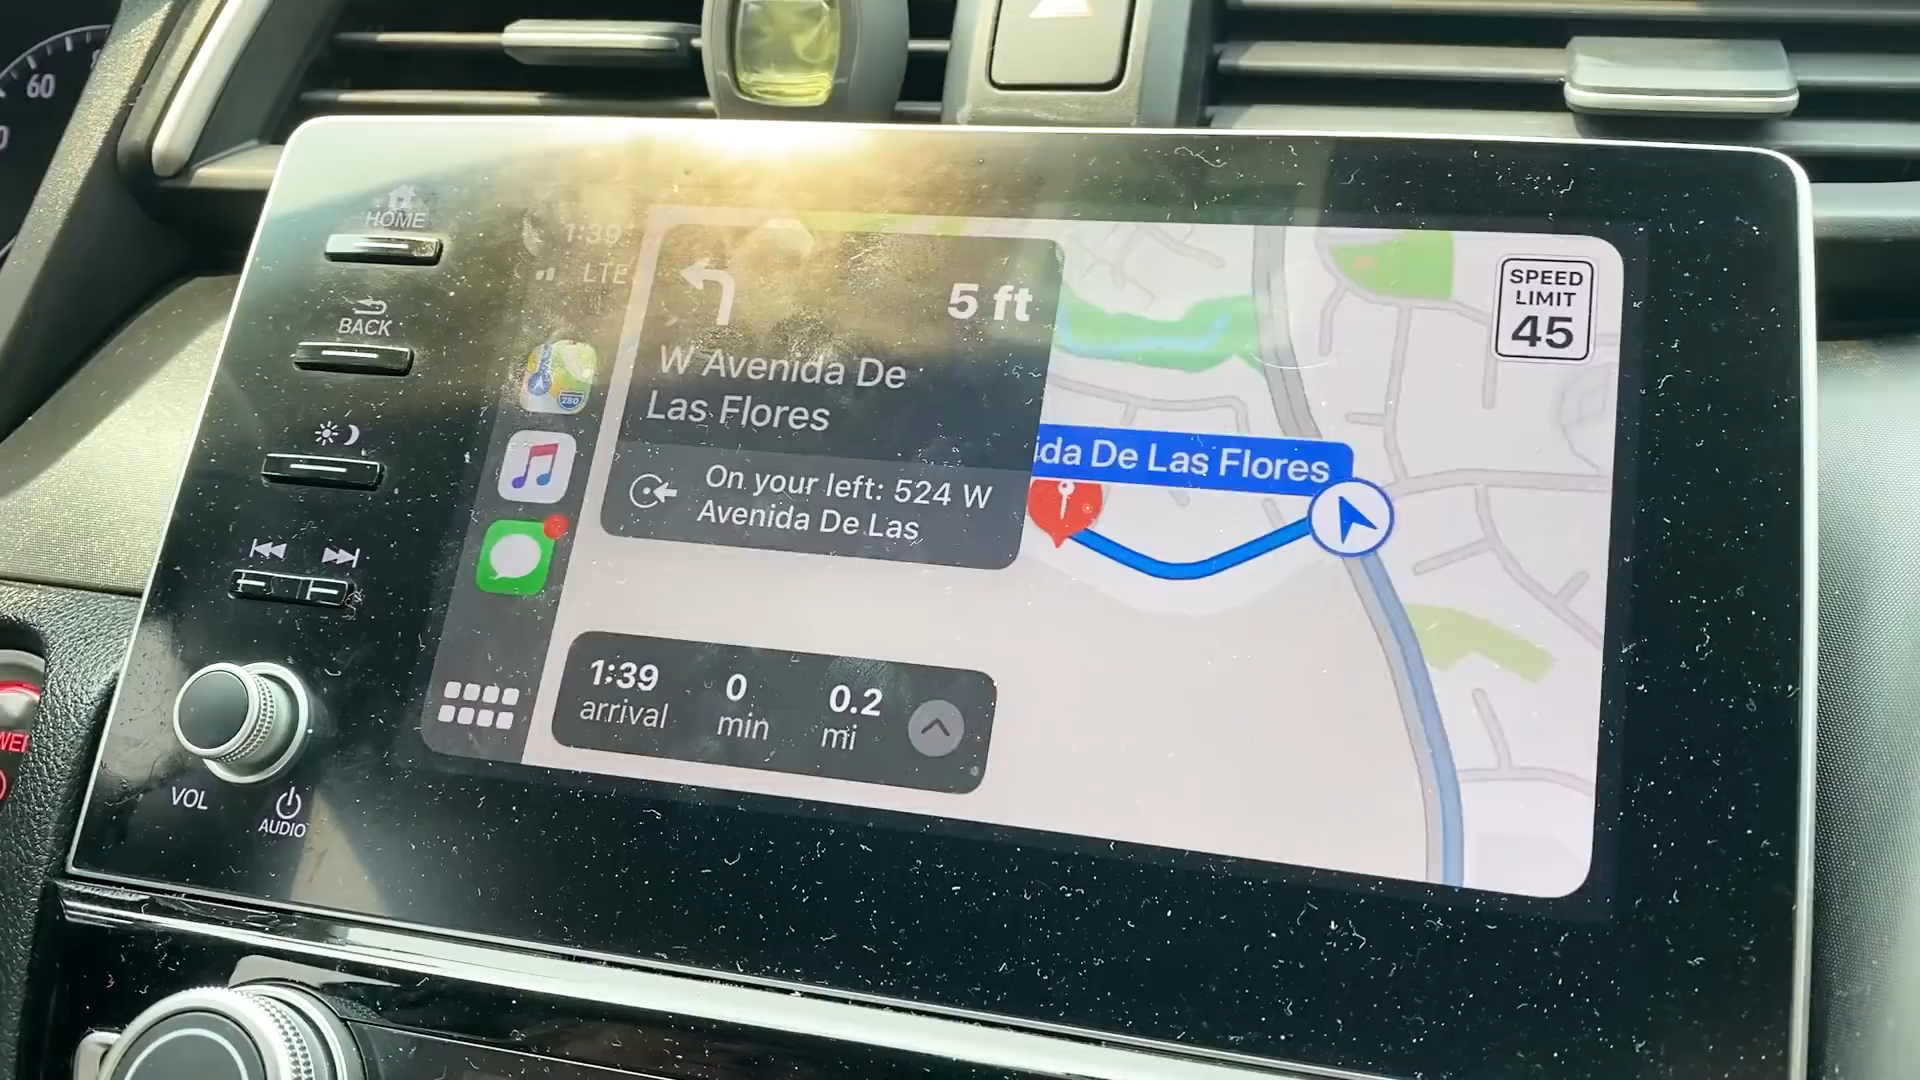 60
HOME
BACK
VOL
AUDIO
1:39
LTE
280
5 ft
W Avenida De
Las Flores
On your left: 524 W
Avenida De Las
1:39
arrival
0
min
0.2
mi
ida De Las Flores
SPEED
LIMIT
45